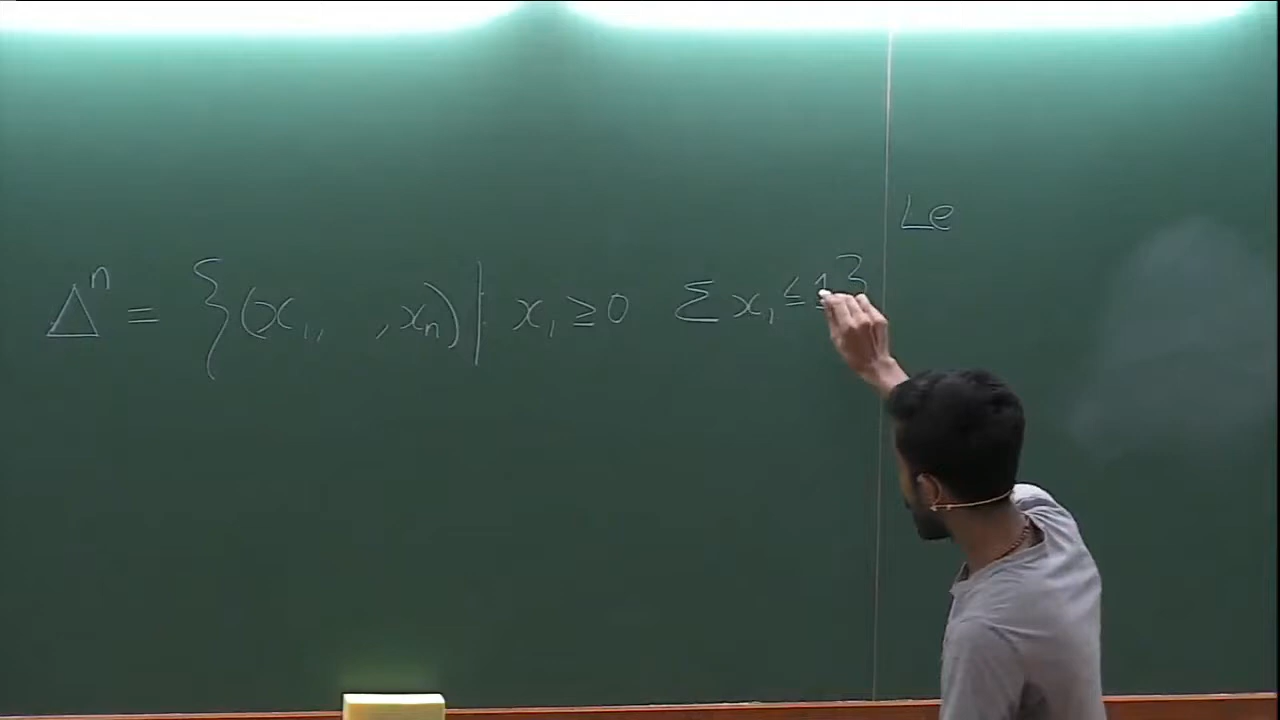 Δ^n = {(x_1, , x_n) | x_i ≥ 0 Σ x_i ≤ 1}
Le